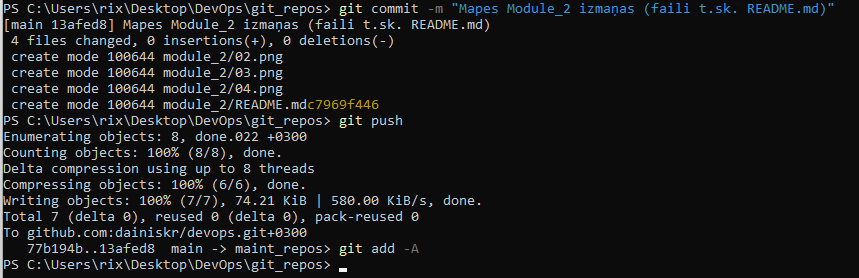 PS C:\Users\rix\Desktop\DevOps\git_repos> git commit -m "Mapes Module_2 izmaņas (faili t.sk. README.md)"
[main 13afed8] Mapes Module_2 izmaņas (faili t.sk. README.md)
 4 files changed, 0 insertions(+), 0 deletions(-)
 create mode 100644 module_2/02.png
 create mode 100644 module_2/03.png
 create mode 100644 module_2/04.png
 create mode 100644 module_2/README.mdc7969f446
PS C:\Users\rix\Desktop\DevOps\git_repos> git push
Enumerating objects: 8, done.022 +0300
Counting objects: 100% (8/8), done.
Delta compression using up to 8 threads
Compressing objects: 100% (6/6), done.
Writing objects: 100% (7/7), 74.21 KiB | 580.00 KiB/s, done.
Total 7 (delta 0), reused 0 (delta 0), pack-reused 0
To github.com:dainiskr/devops.git+0300
   77b194b..13afed8  main -> maint_repos> git add -A
PS C:\Users\rix\Desktop\DevOps\git_repos>